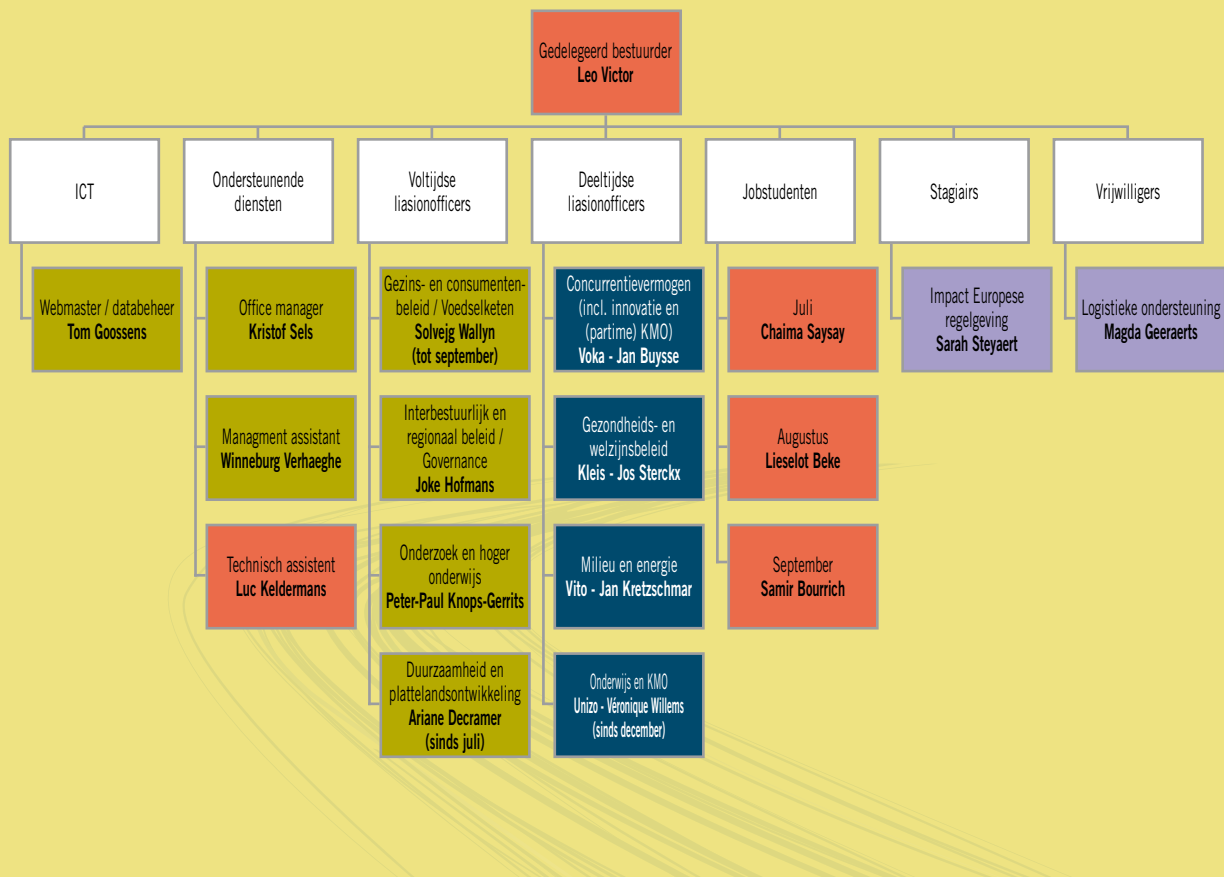 Gedelegeerd bestuurder
Leo Victor
ICT
Ondersteunende
diensten
Voltijdse
liasionofficers
Deeltijdse
liasionofficers
Jobstudenten
Stagiairs
Vrijwilligers
Webmaster / databeheer
Tom Goossens
Office manager
Kristof Sels
Managment assistant
Winneburg Verhaeghe
Technisch assistent
Luc Keldermans
Gezins- en consumenten-
beleid / Voedselketen
Solvejg Wallyn
(tot september)
Interbestuurlijk en
regionaal beleid /
Governance
Joke Hofmans
Onderzoek en hoger
onderwijs
Peter-Paul Knops-Gerrits
Duurzaamheid en
plattelandsontwikkeling
Ariane Decramer
(sinds juli)
Concurrentievermogen
(incl. innovatie en
(partime) KMO)
Voka - Jan Buysse
Gezondheids- en
welzijnsbeleid
Kleis - Jos Sterckx
Milieu en energie
Vito - Jan Kretzschmar
Onderwijs en KMO
Unizo - Véronique Willems
(sinds december)
Juli
Chaima Saysay
Augustus
Lieselot Beke
September
Samir Bourrich
Impact Europese
regelgeving
Sarah Steyaert
Logistieke ondersteuning
Magda Geeraerts